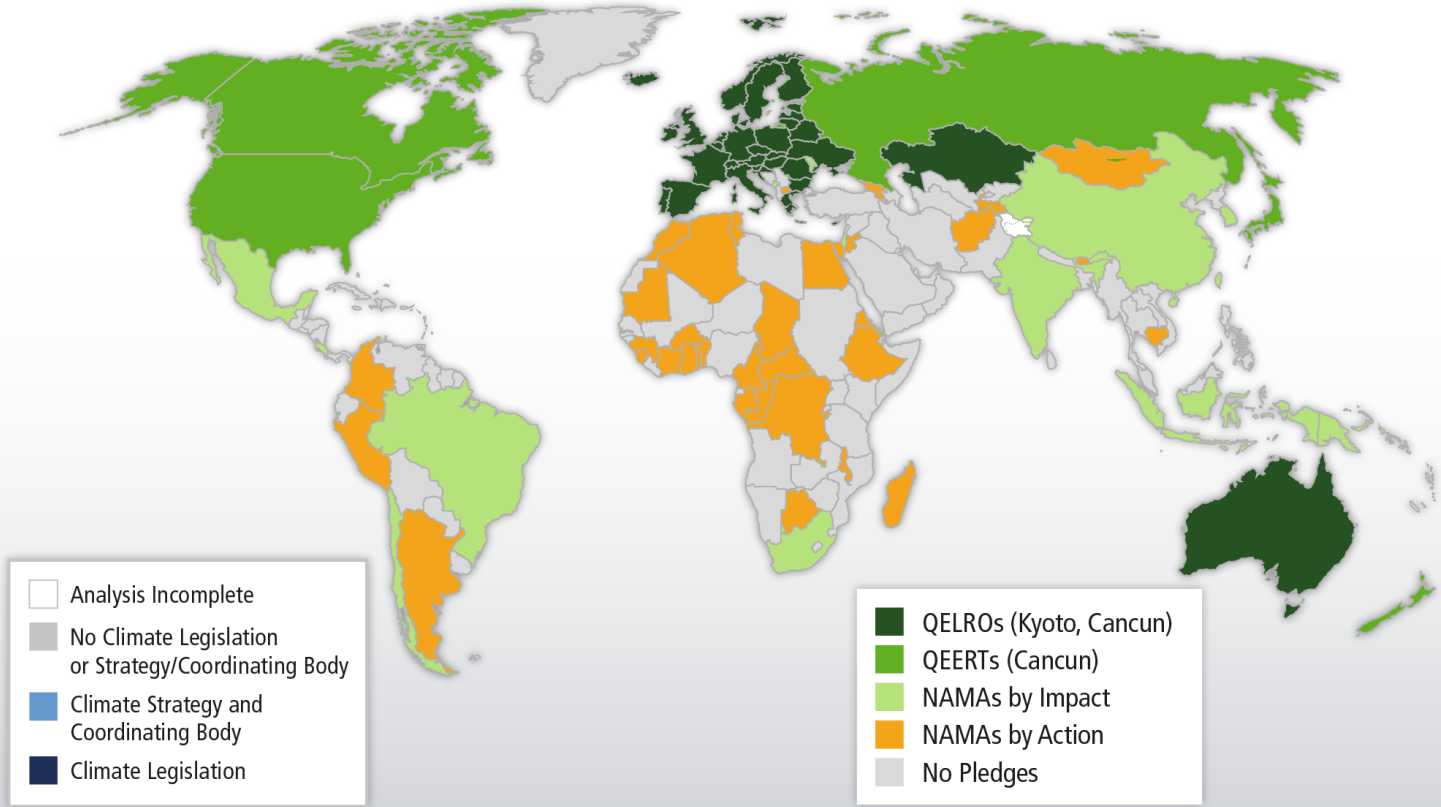 Analysis Incomplete
No Climate Legislation
or Strategy/Coordinating Body
Climate Strategy and
Coordinating Body
Climate Legislation
QELROs (Kyoto, Cancun)
QEERTs (Cancun)
NAMAs by Impact
NAMAs by Action
No Pledges